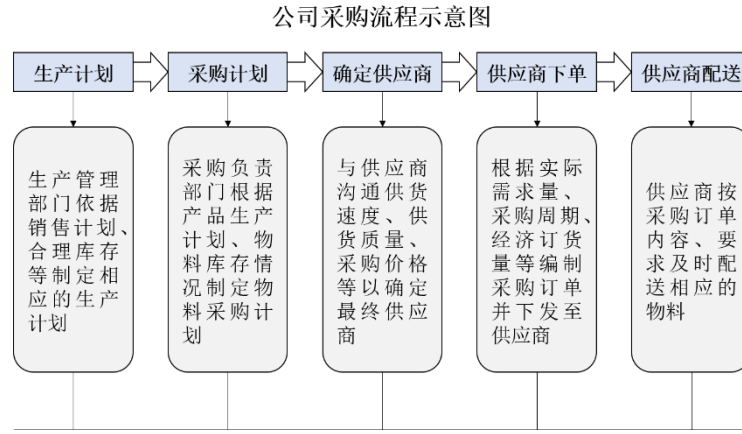 公司采购流程示意图
生产计划
采购计划
确定供应商
供应商下单
供应商配送
生产管理
部门依据
销售计划、
合理库存
等制定相
应的生产
计划
采购负责
部门根据
产品生产
计划、物
料库存情
况制定物
料采购计
划
与供应商
沟通供货
速度、供
货质量、
采购价格
等以确定
最终供应
商
根据实际
需求量、
采购周期、
经济订货
量等编制
采购订单
并下发至
供应商
供应商按
采购订单
内容、要
求及时配
送相应的
物料